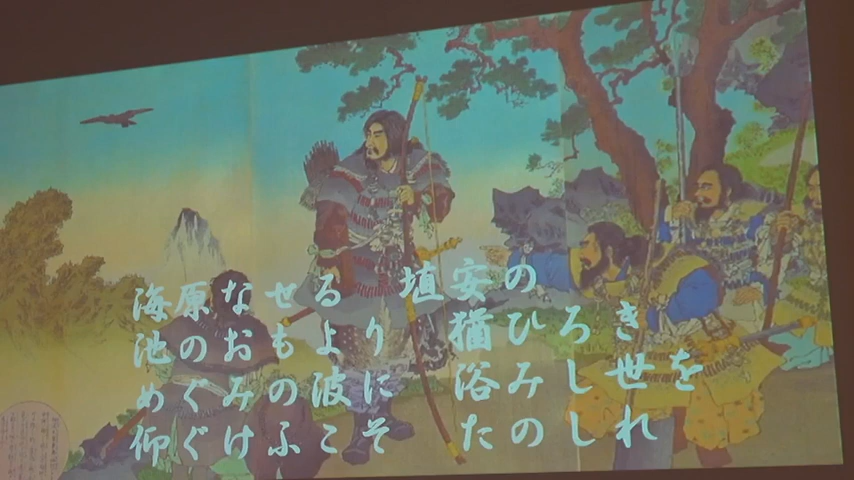 海原なせる 埴安の
池のおもより 猶ひろき
めぐみの波に 浴みし世を
仰ぐけふこそ たのしけれ